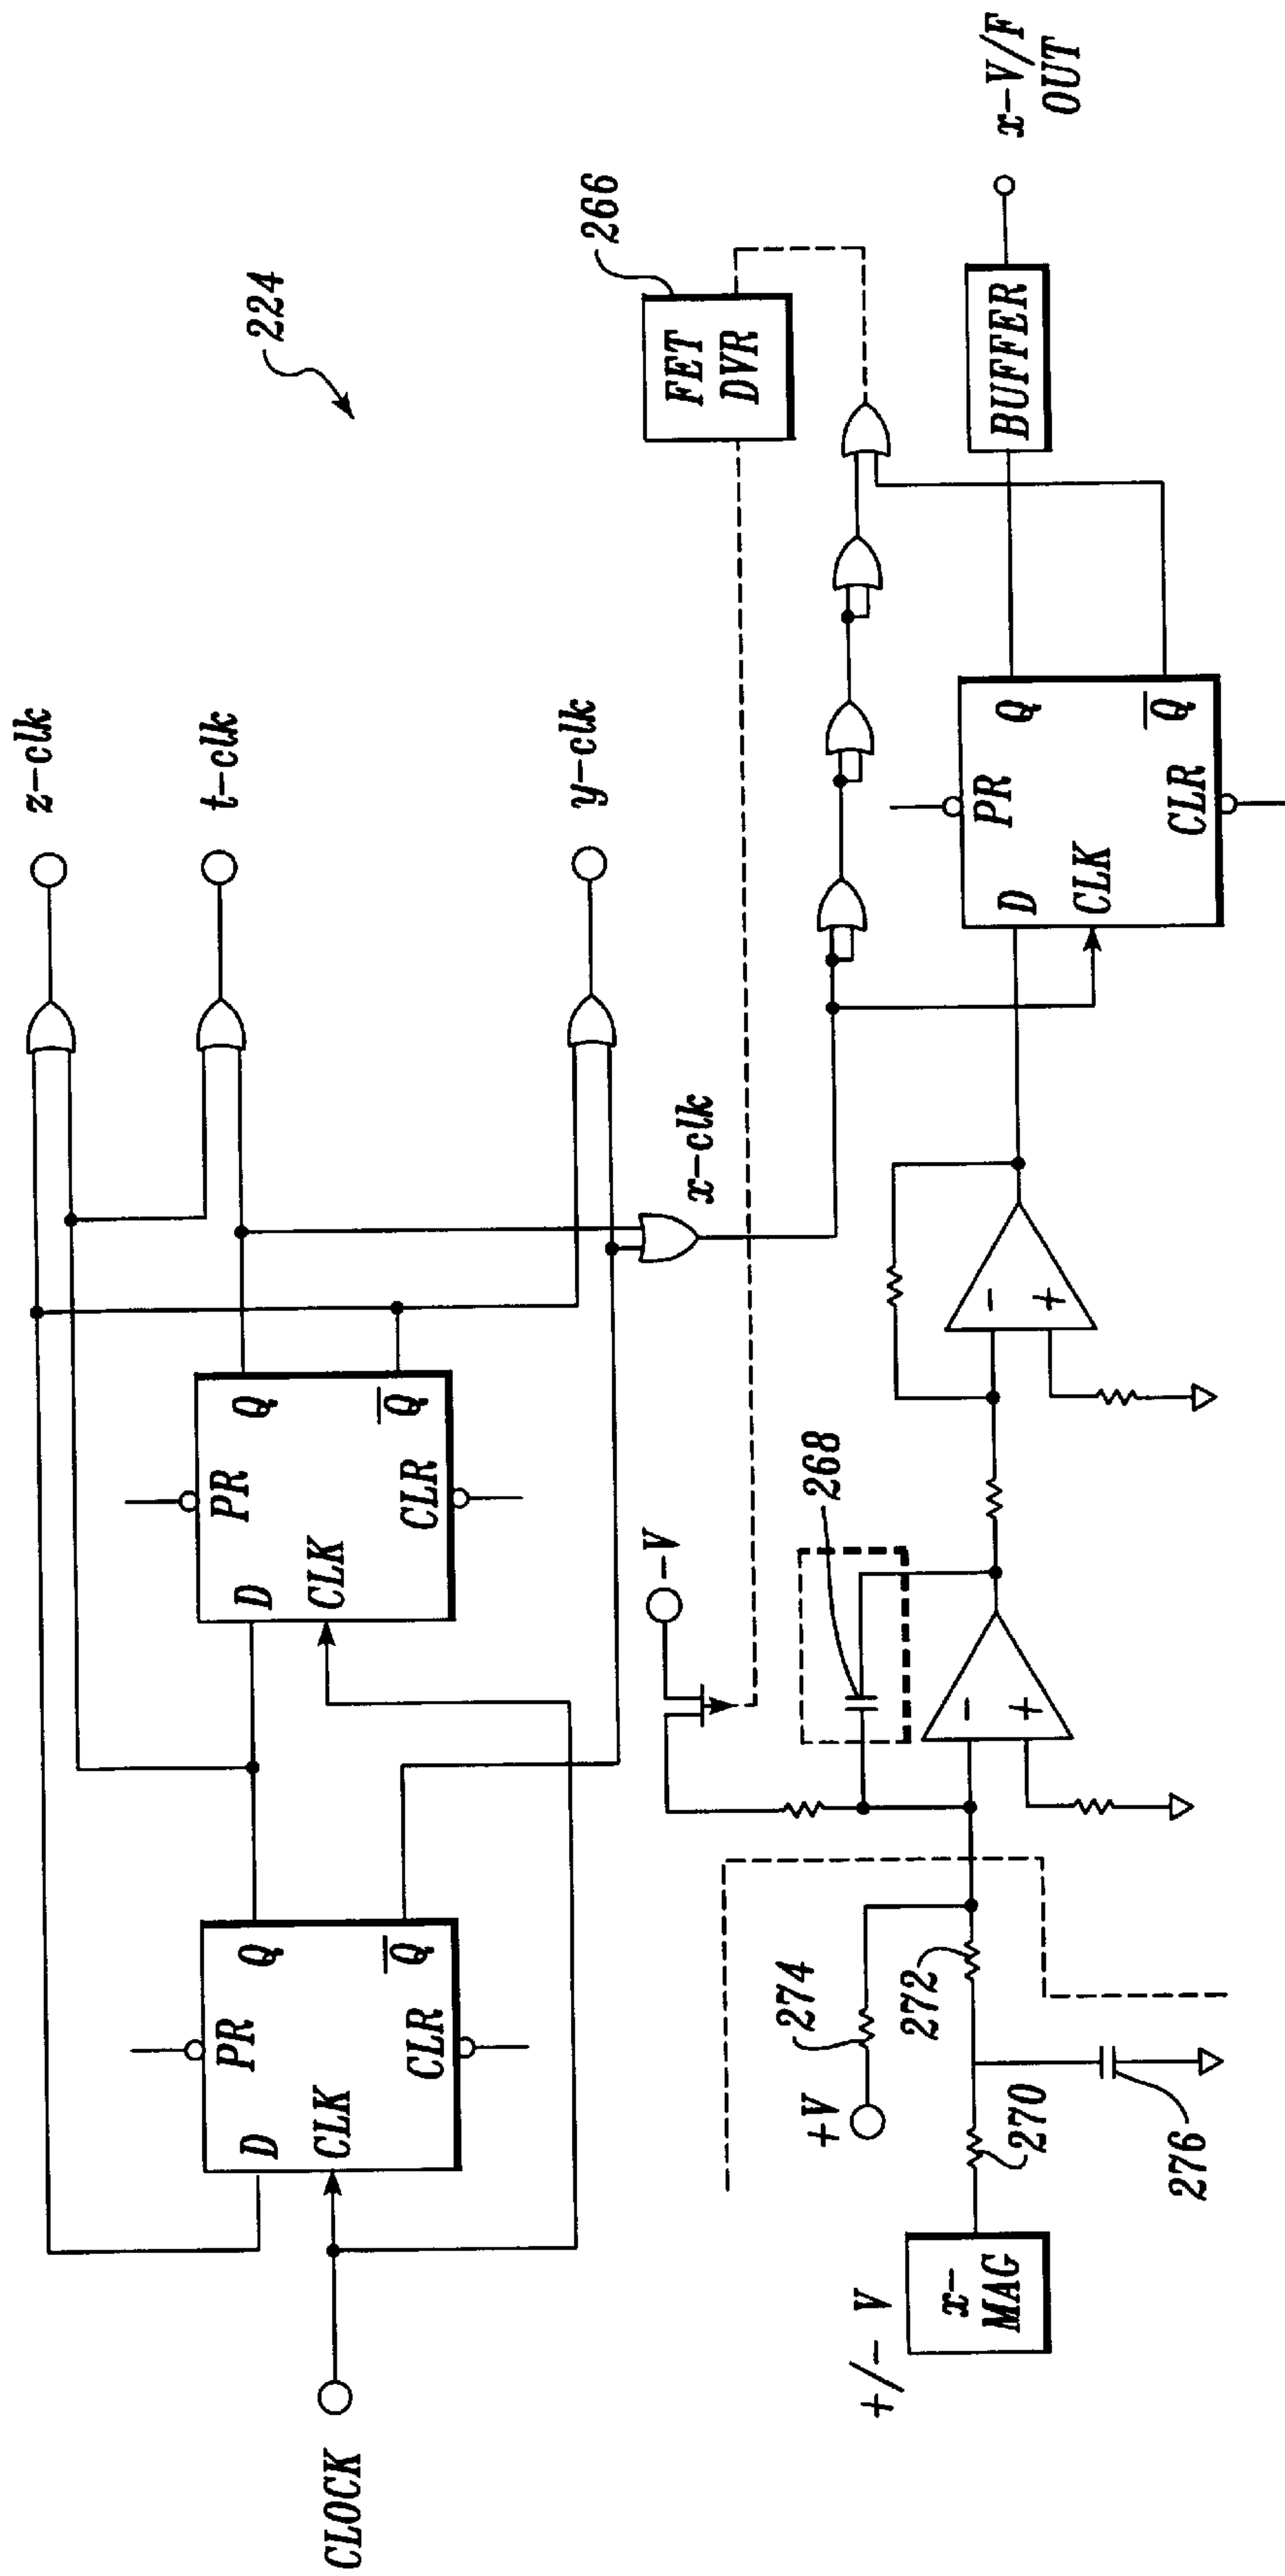 224
z-clk
t-clk
y-clk
x-clk
CLOCK
D
PR
Q
CLK
CLR
Q
D
PR
Q
CLK
CLR
Q
266
FET
DVR
-V
268
-
+
-
+
D
PR
Q
CLK
CLR
Q
BUFFER
x-V/F
OUT
+V
274
272
270
276
+/- V
x-
MAG